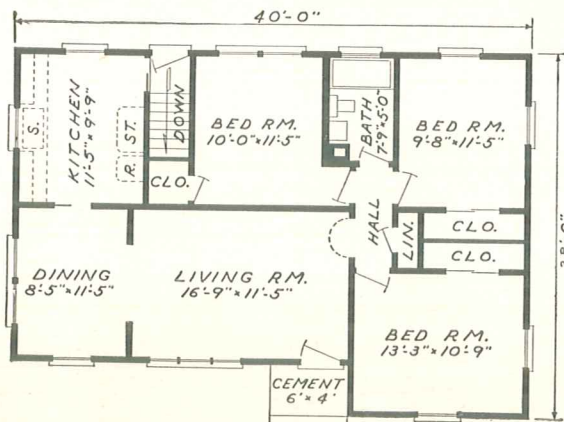 40'-0"
KITCHEN
11'-5" x 9'-9"
S.
ST.
R.
DOWN
CLO.
BED RM.
10'-0" x 11'-5"
BATH
7'-9" x 5'-0"
BED RM.
9'-8" x 11'-5"
HALL
LIN.
CLO.
CLO.
DINING
8'-5" x 11'-5"
LIVING RM.
16'-9" x 11'-5"
BED RM.
13'-3" x 10'-9"
CEMENT
6' x 4'